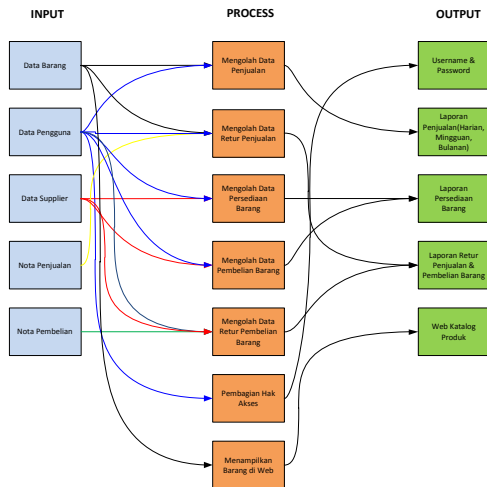 INPUT
PROCESS
OUTPUT
Data Barang
Data Pengguna
Data Supplier
Nota Penjualan
Nota Pembelian
Mengolah Data
Penjualan
Mengolah Data
Retur Penjualan
Mengolah Data
Persediaan
Barang
Mengolah Data
Pembelian Barang
Mengolah Data
Retur Pembelian
Barang
Pembagian Hak
Akses
Menampilkan
Barang di Web
Username &
Password
Laporan
Penjualan(Harian,
Mingguan,
Bulanan)
Laporan
Persediaan
Barang
Laporan Retur
Penjualan &
Pembelian Barang
Web Katalog
Produk